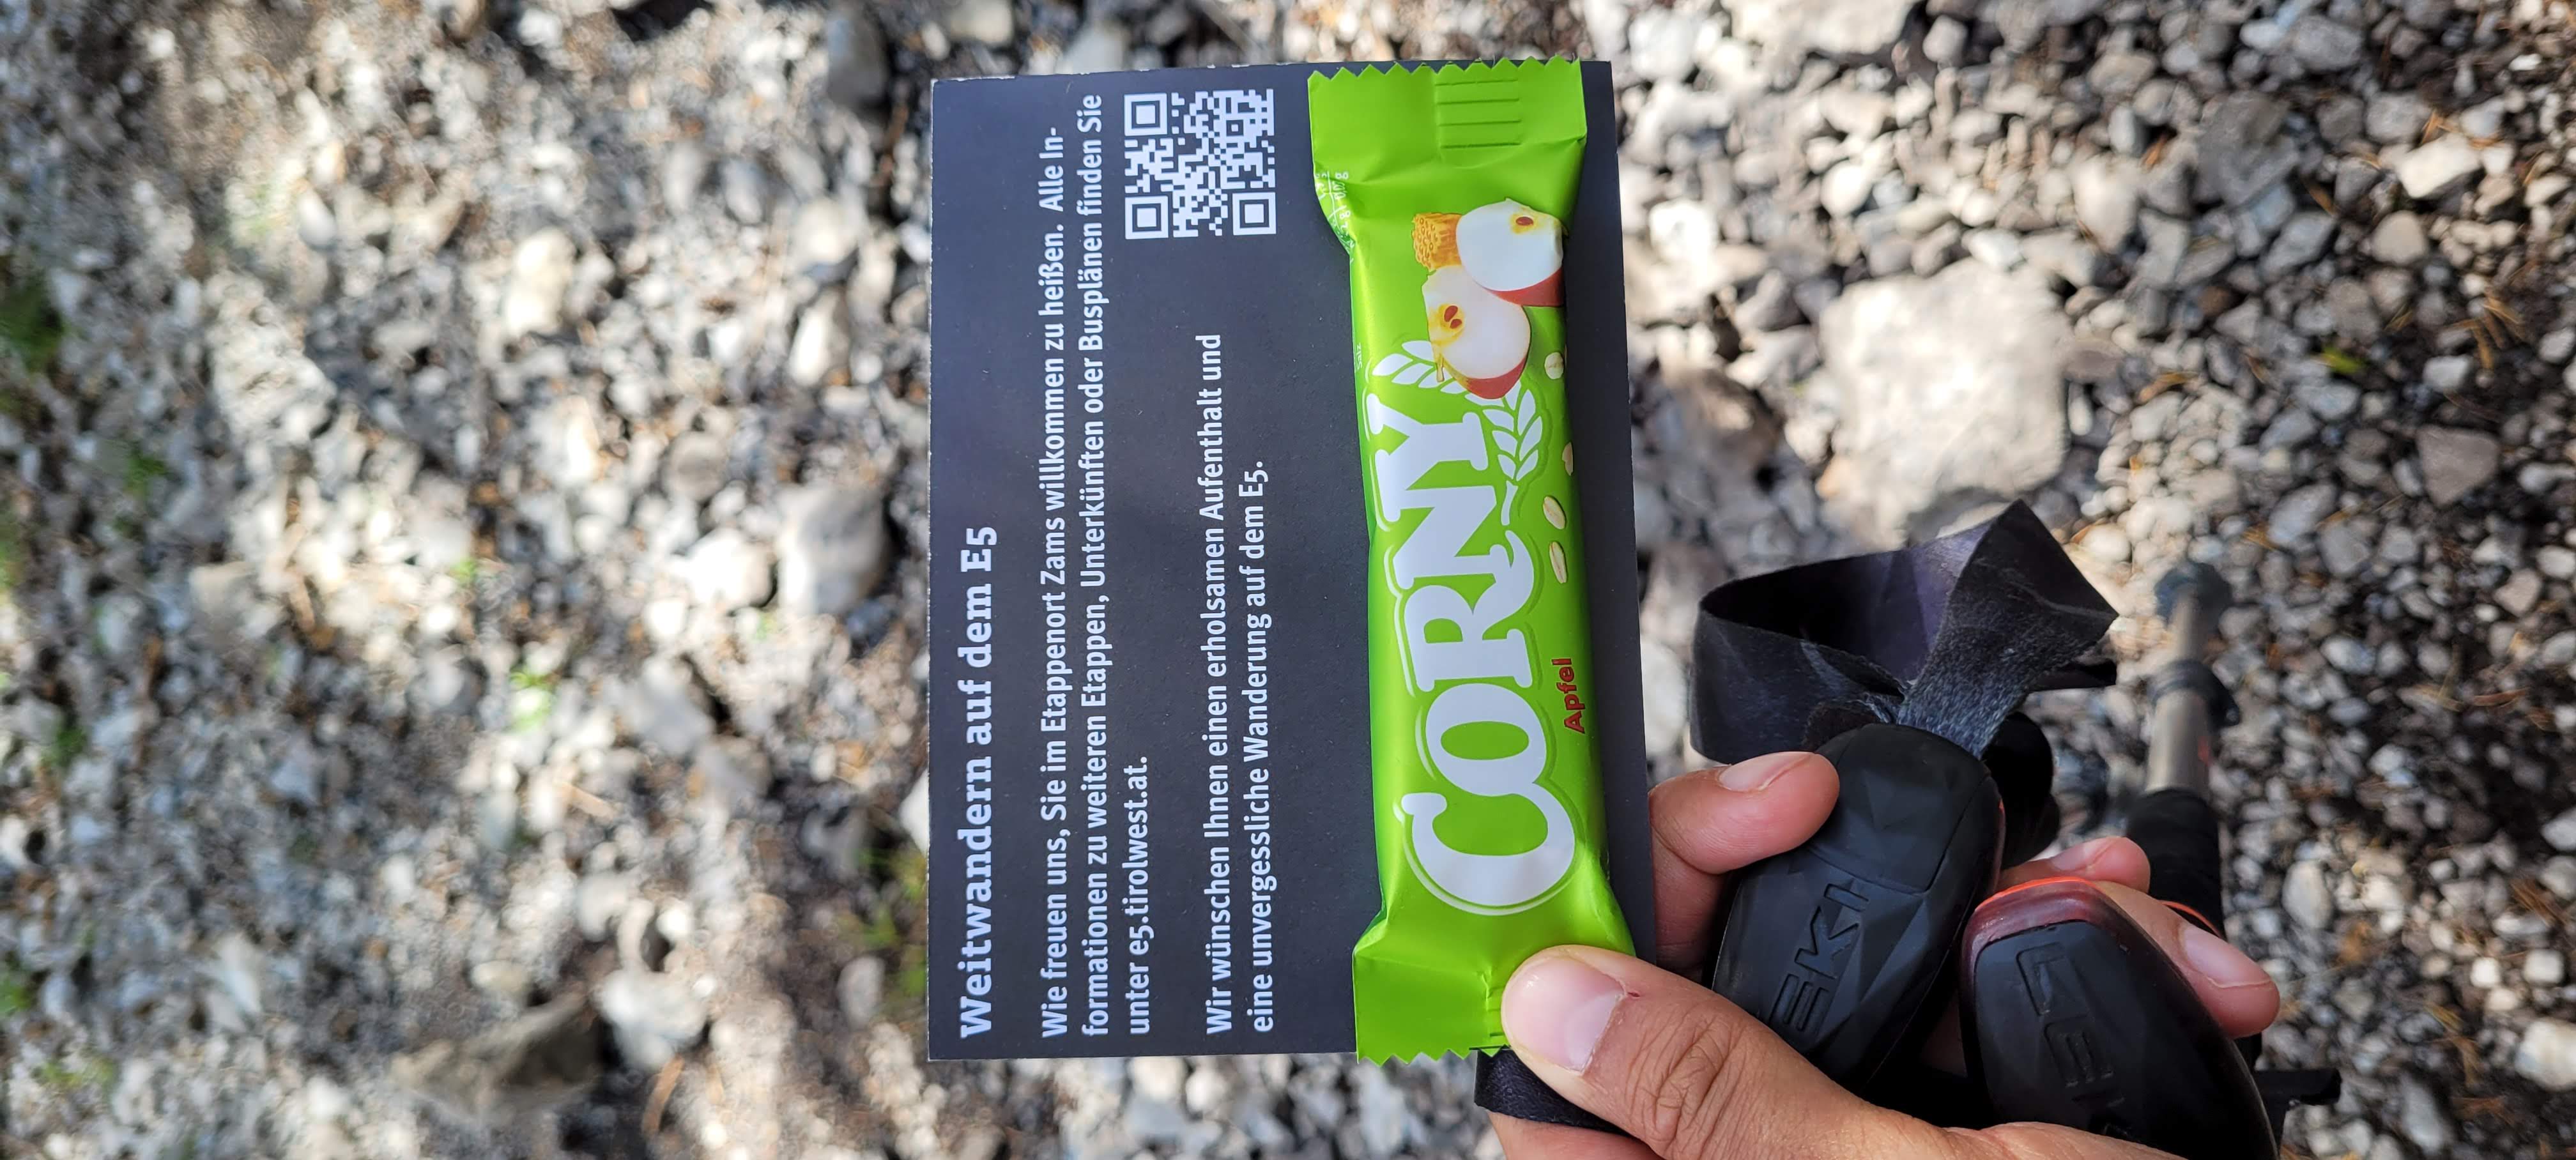 Weitwandern auf dem E5
Wie freuen uns, Sie im Etappenort Zams willkommen zu heißen. Alle In-
formationen zu weiteren Etappen, Unterkünften oder Busplänen finden Sie
unter e5.tirolwest.at.
Wir wünschen Ihnen einen erholsamen Aufenthalt und
eine unvergessliche Wanderung auf dem E5.
CORNY
Apfel
LEKI